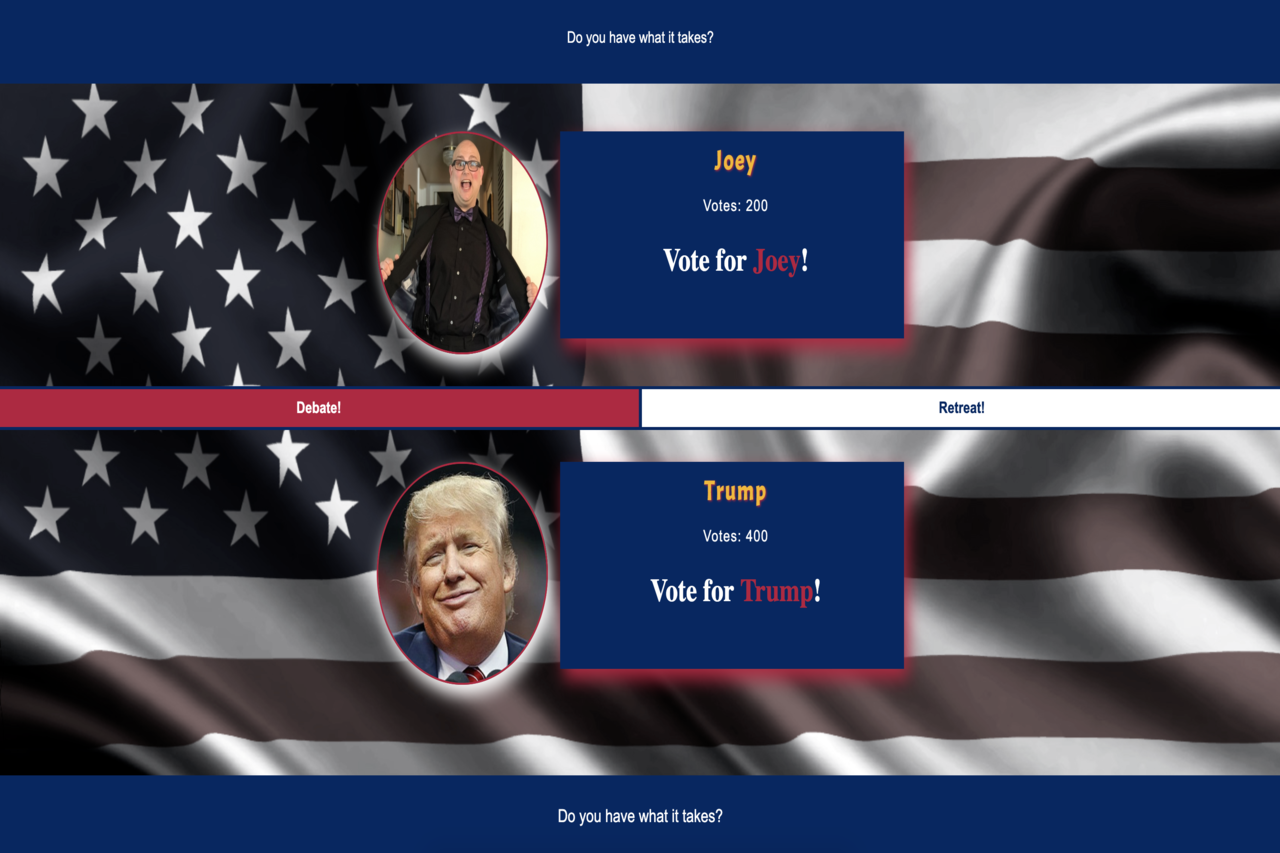 Do you have what it takes?
Joey
Votes: 200
Vote for Joey!
Debate!
Retreat!
Trump
Votes: 400
Vote for Trump!
Do you have what it takes?